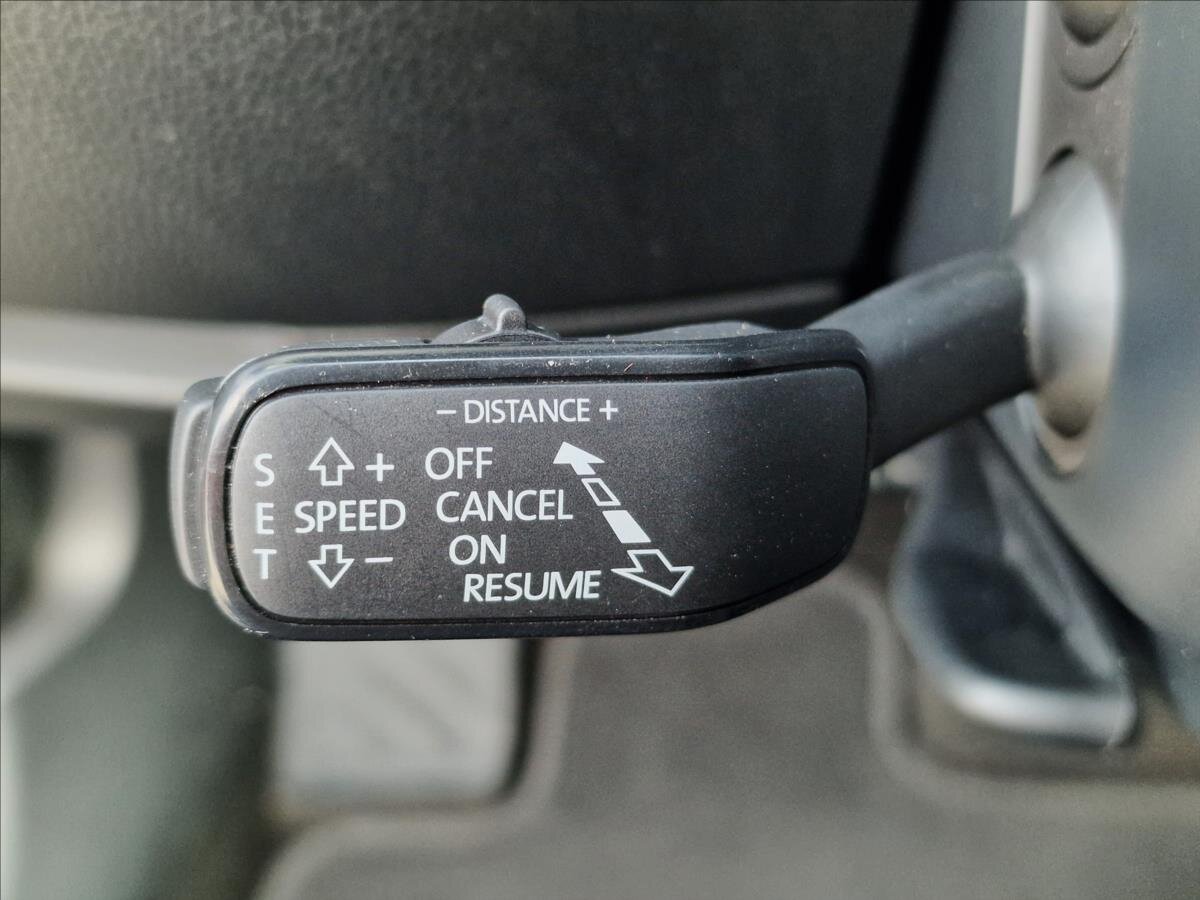 - DISTANCE +
S E T
+
SPEED
-
OFF
CANCEL
ON
RESUME